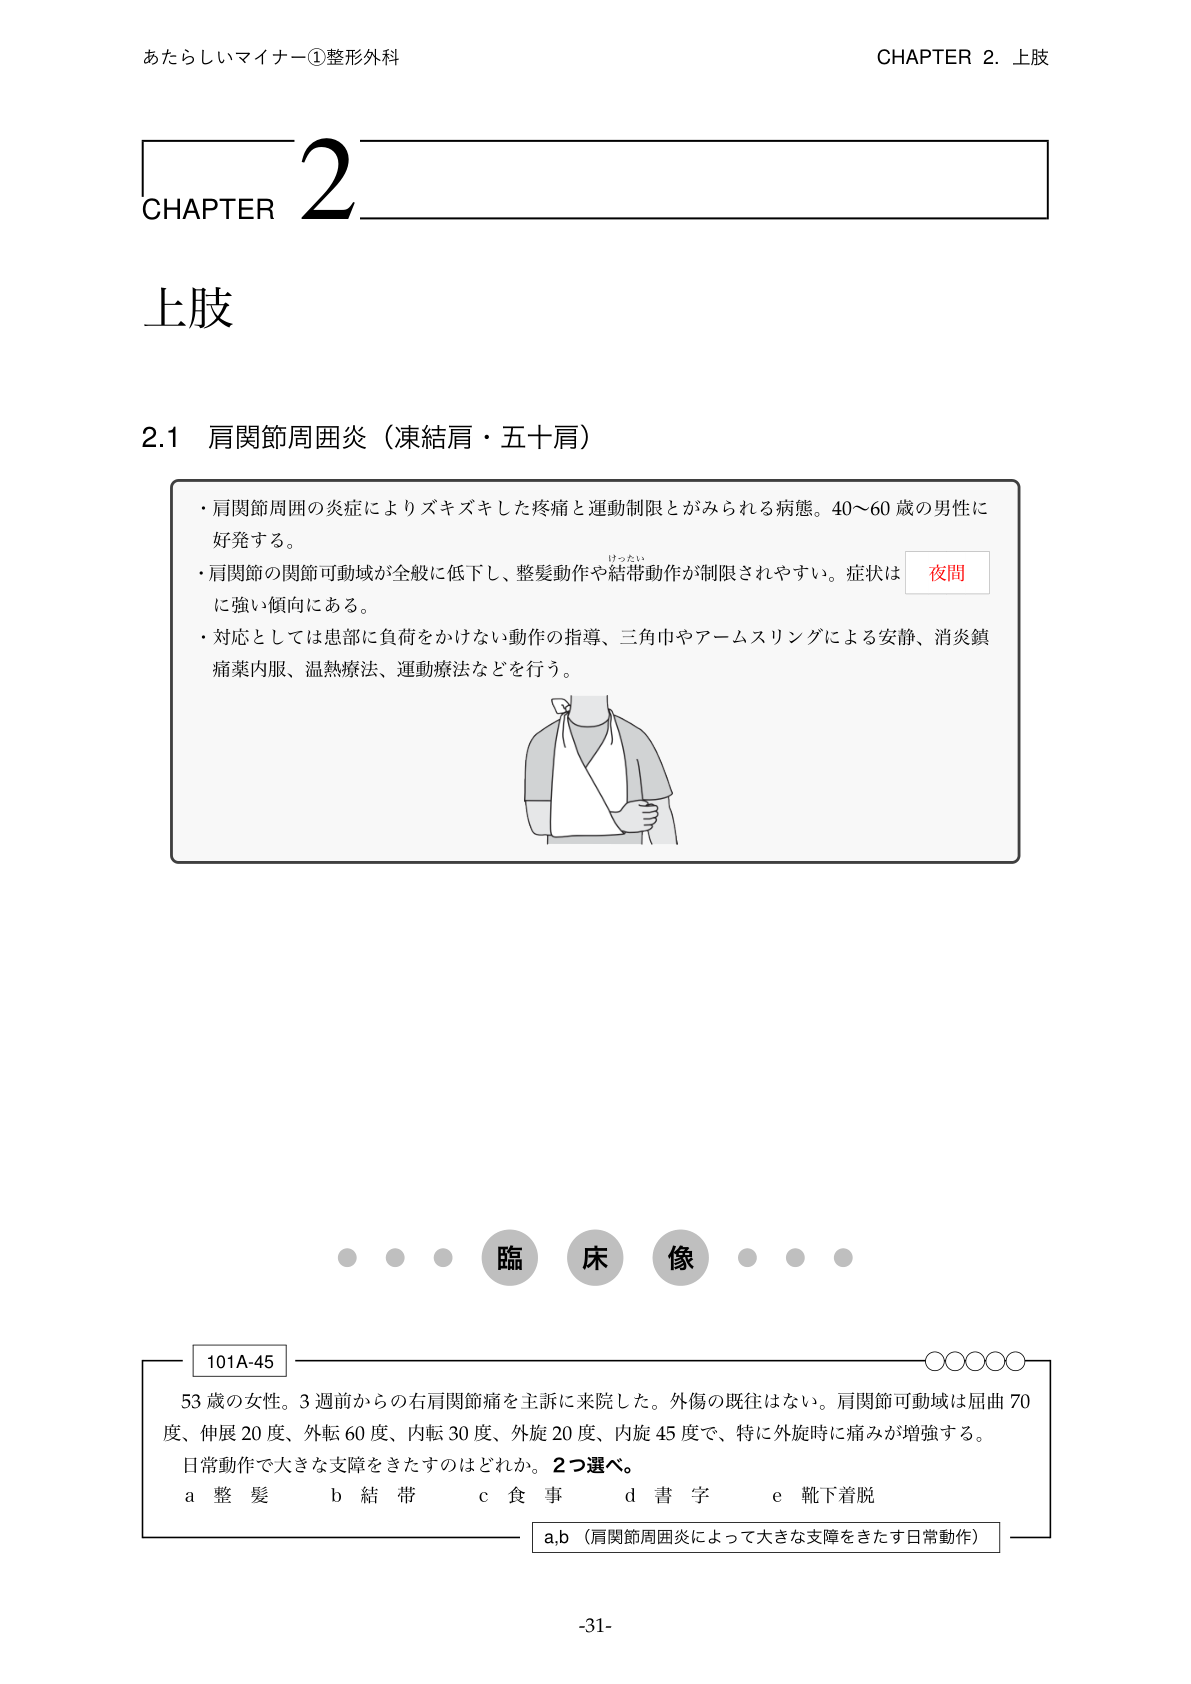 あたらしいマイナー①整形外科
CHAPTER 2. 上肢
CHAPTER 2
上肢
2.1 肩関節周囲炎（凍結肩・五十肩）
・肩関節周囲の炎症によりズキズキした疼痛と運動制限とがみられる病態。40〜60 歳の男性に
好発する。
けったい
・肩関節の関節可動域が全般に低下し、整髪動作や結帯動作が制限されやすい。症状は 夜間
に強い傾向にある。
・対応としては患部に負荷をかけない動作の指導、三角巾やアームスリングによる安静、消炎鎮
痛薬内服、温熱療法、運動療法などを行う。
臨床像
101A-45
53 歳の女性。3 週前からの右肩関節痛を主訴に来院した。外傷の既往はない。肩関節可動域は屈曲 70
度、伸展 20 度、外転 60 度、内転 30 度、外旋 20 度、内旋 45 度で、特に外旋時に痛みが増強する。
日常動作で大きな支障をきたすのはどれか。2つ選べ。
a 整 髪 b 結 帯 c 食 事 d 書 字 e 靴下着脱
a,b （肩関節周囲炎によって大きな支障をきたす日常動作）
-31-